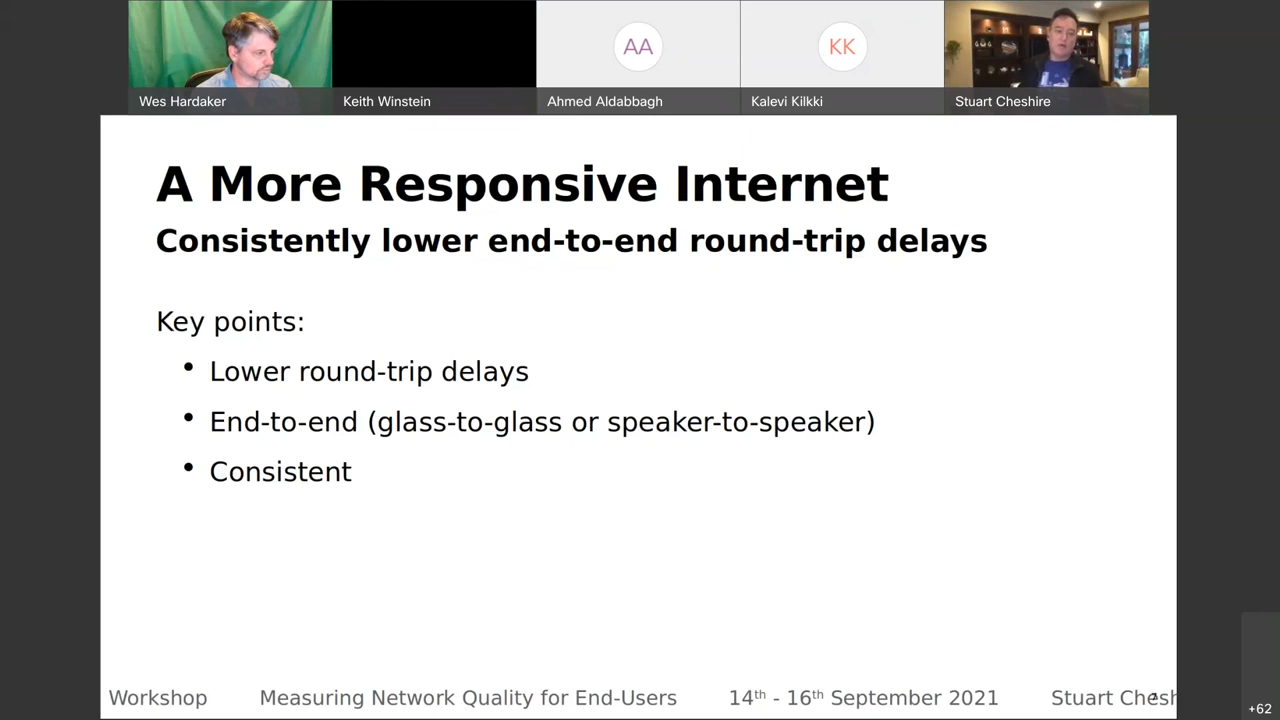 AA
KK
Wes Hardaker
Keith Winstein
Ahmed Aldabbagh
Kalevi Kilkki
Stuart Cheshire
A More Responsive Internet
Consistently lower end-to-end round-trip delays
Key points:
• Lower round-trip delays
• End-to-end (glass-to-glass or speaker-to-speaker)
• Consistent
Workshop Measuring Network Quality for End-Users 14th - 16th September 2021 Stuart Chesh
+62